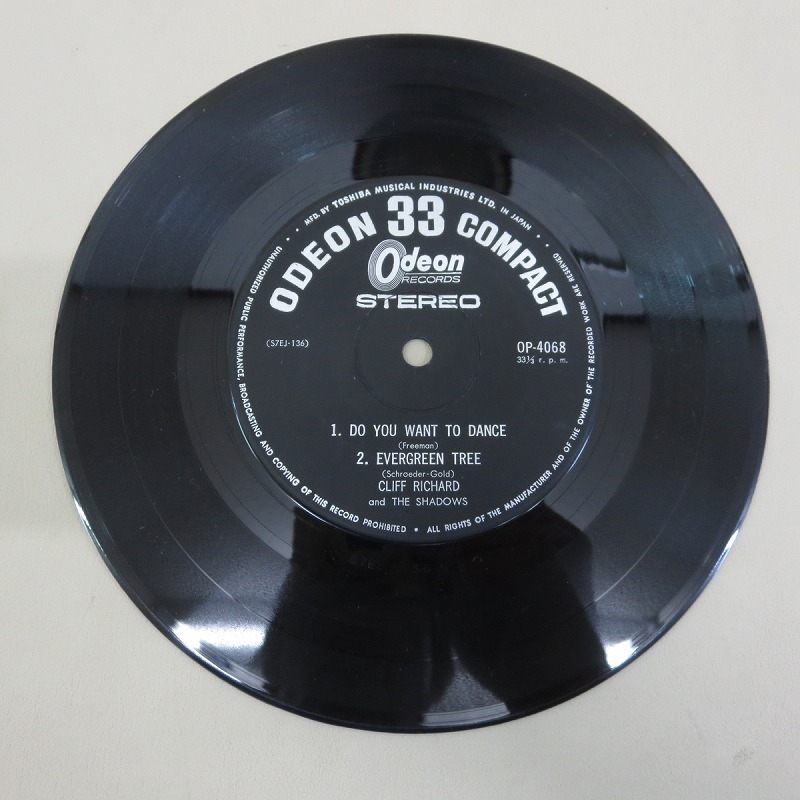 • • MFD. BY TOSHIBA MUSICAL INDUSTRIES LTD. IN JAPAN • •
ODEON 33 COMPACT
Odeon
RECORDS
STEREO
(S7EJ-136)
OP-4068
33⅓ r. p. m.
1. DO YOU WANT TO DANCE
(Freeman)
2. EVERGREEN TREE
(Schroeder-Gold)
CLIFF RICHARD
and THE SHADOWS
UNAUTHORIZED PUBLIC PERFORMANCE, BROADCASTING AND COPYING OF THIS RECORD PROHIBITED • ALL RIGHTS OF THE MANUFACTURER AND OF THE OWNER OF THE RECORDED WORK ARE RESERVED